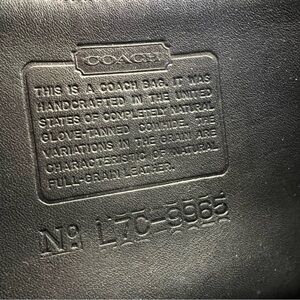 COACH
THIS IS A COACH BAG. IT WAS
HANDCRAFTED IN THE UNITED
STATES OF COMPLETELY NATURAL
GLOVE-TANNED COWHIDE. THE
VARIATIONS IN THE GRAIN ARE
CHARACTERISTIC OF NATURAL
FULL-GRAIN LEATHER.
No L7C-9965